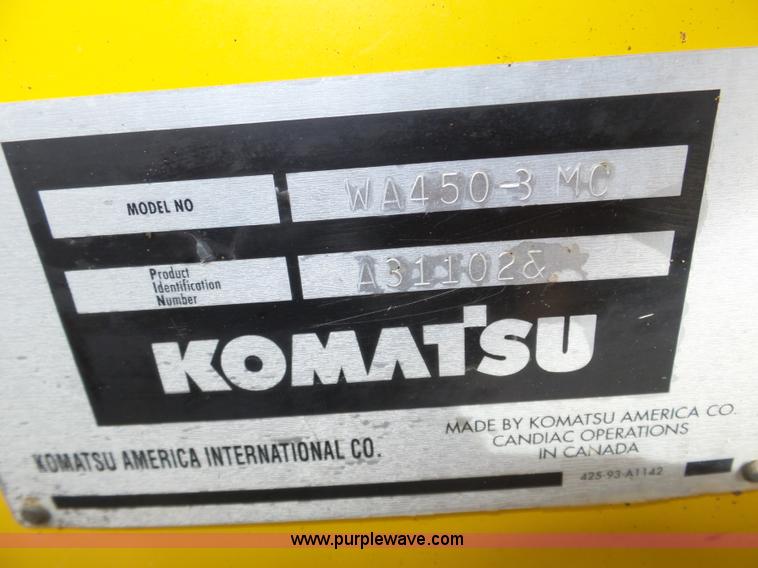 MODEL NO WA450-3 MC
Product
Identification
Number
A31102&
KOMATSU
MADE BY KOMATSU AMERICA CO.
CANDIAC OPERATIONS
IN CANADA
KOMATSU AMERICA INTERNATIONAL CO.
425-93-A1142
www.purplewave.com